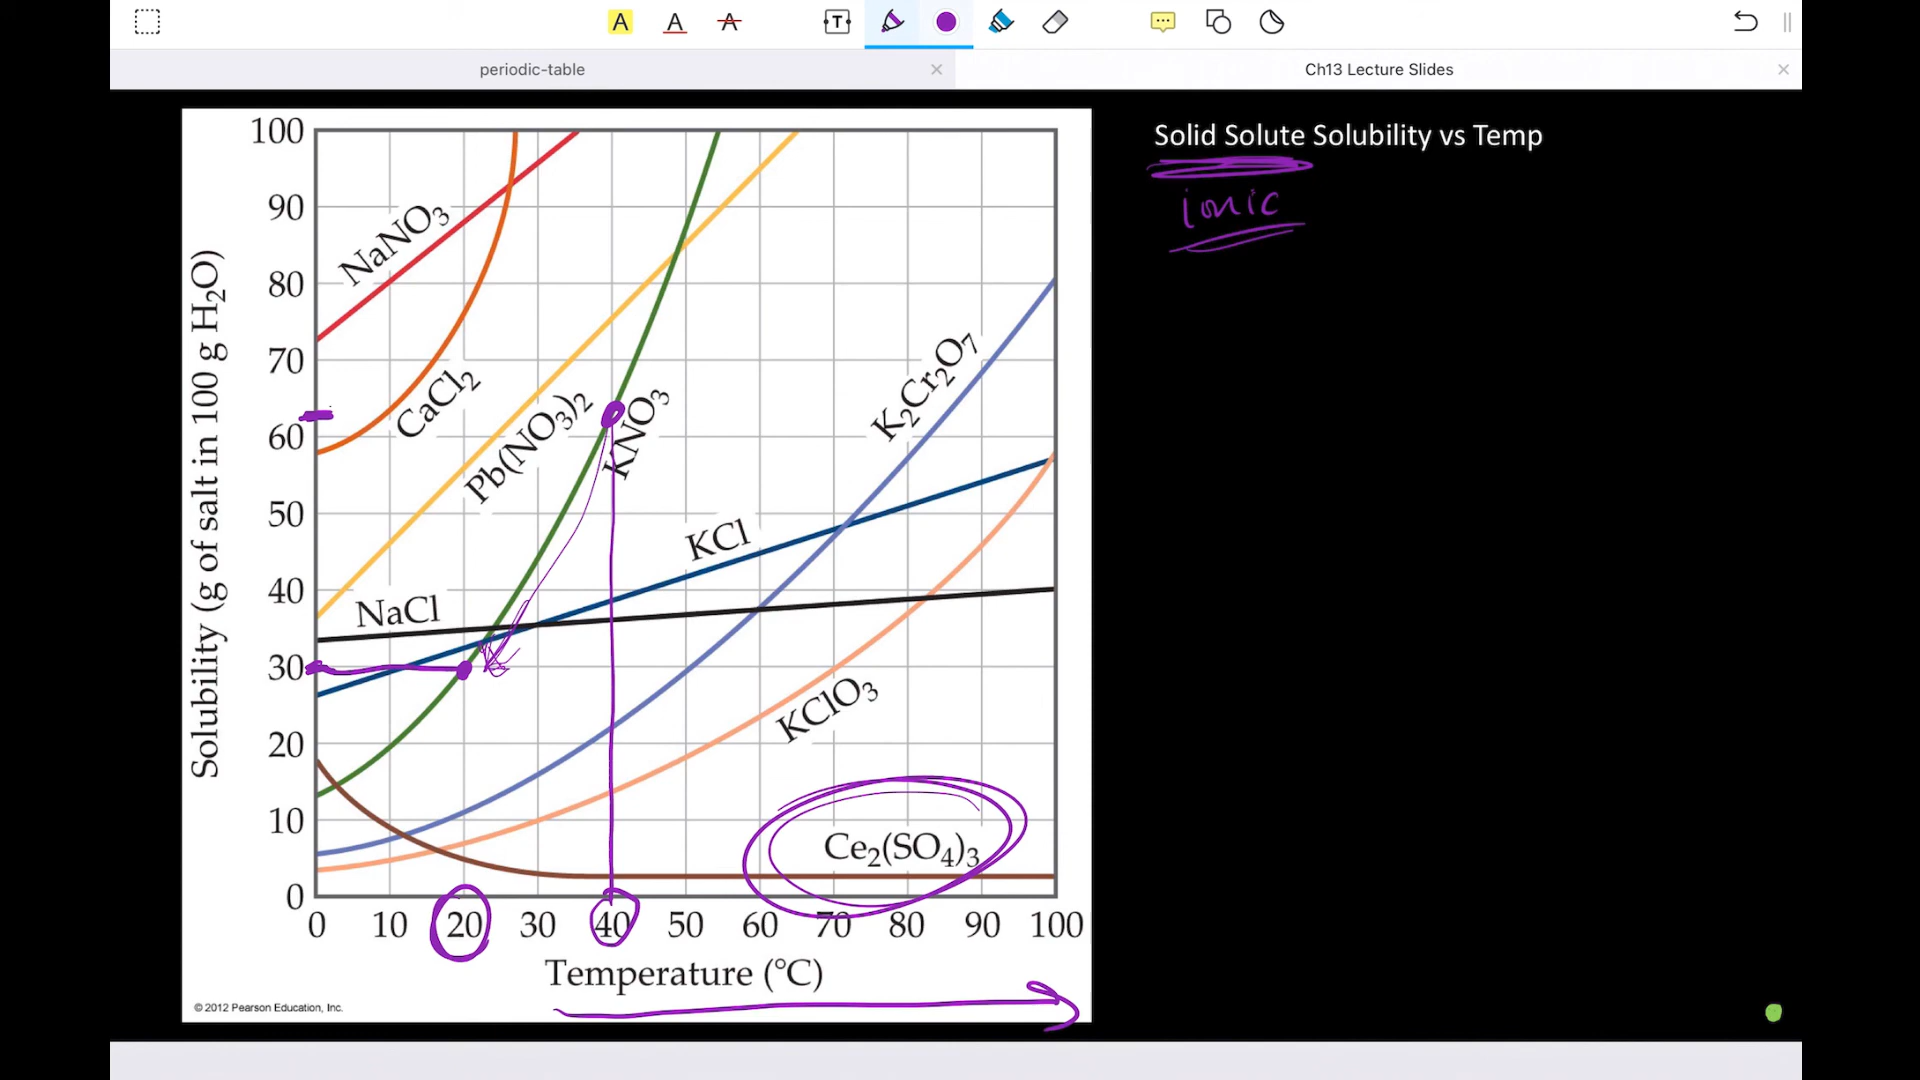 A A A T
periodic-table
Ch13 Lecture Slides
Solid Solute Solubility vs Temp
ionic
Solubility (g of salt in 100 g H₂O)
100
90
80
70
60
50
40
30
20
10
0
NaNO₃
CaCl₂
Pb(NO₃)₂
KNO₃
K₂Cr₂O₇
KCl
NaCl
KClO₃
Ce₂(SO₄)₃
0 10 20 30 40 50 60 70 80 90 100
Temperature (°C)
© 2012 Pearson Education, Inc.